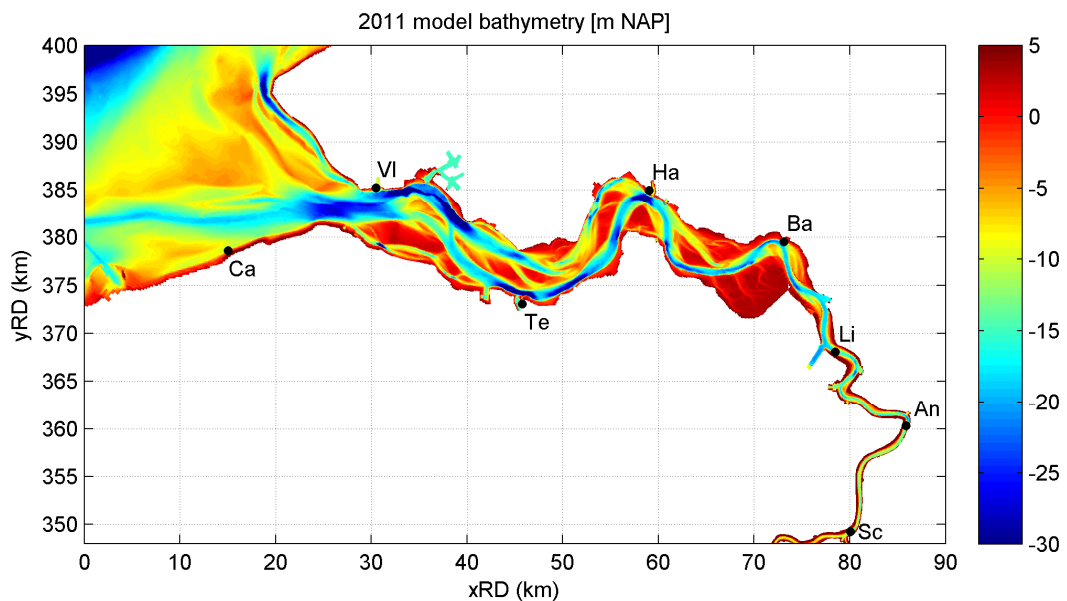 2011 model bathymetry [m NAP]
400
395
390
385
380
375
370
365
360
355
350
yRD (km)
Vl
Ha
Ba
Ca
Te
Li
An
Sc
0 10 20 30 40 50 60 70 80 90
xRD (km)
5
0
-5
-10
-15
-20
-25
-30